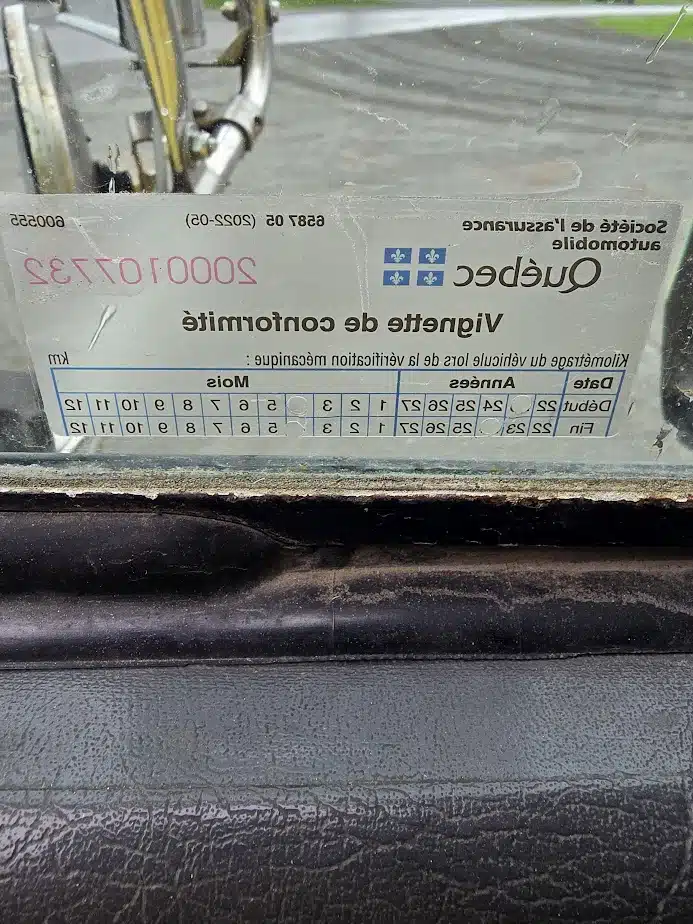 Société de l'assurance
automobile
6587 05 (2022-05)
600555
Québec
2000107732
Vignette de conformité
Kilométrage du véhicule lors de la vérification mécanique : km
Date Années Mois
Début 22 24 25 26 27 1 2 3 5 6 7 8 9 10 11 12
Fin 22 23 25 26 27 1 2 3 5 6 7 8 9 10 11 12